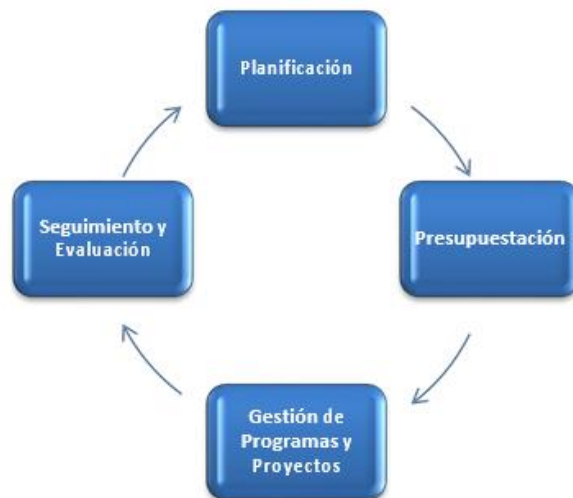 Planificación
Presupuestación
Gestión de
Programas y
Proyectos
Seguimiento y
Evaluación